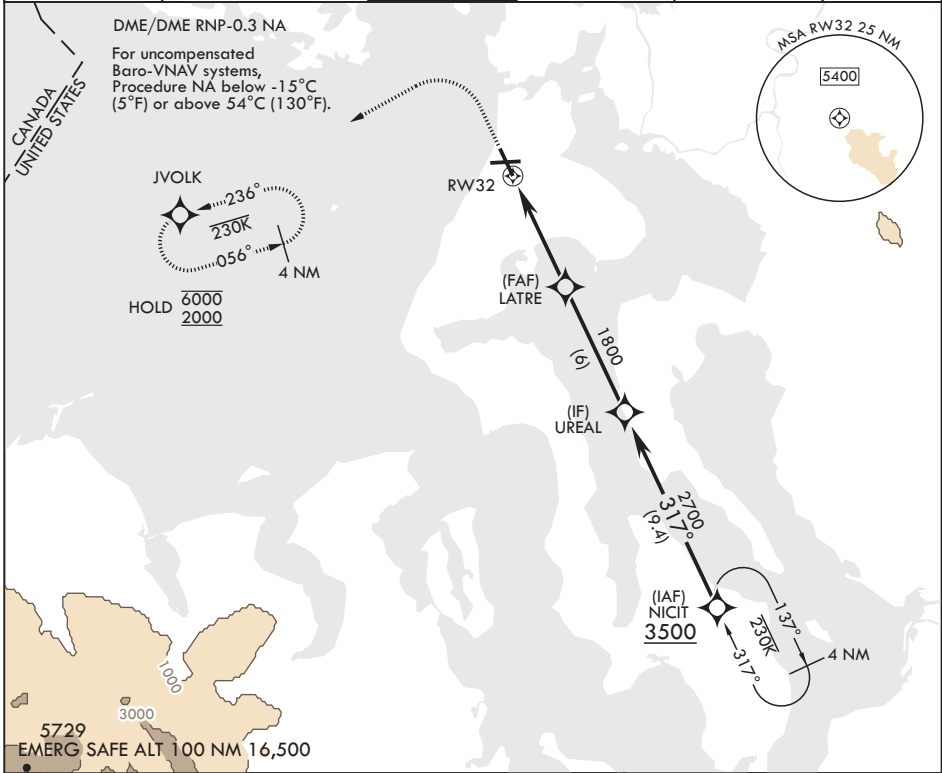 DME/DME RNP-0.3 NA
For uncompensated
Baro-VNAV systems,
Procedure NA below -15°C
(5°F) or above 54°C (130°F).
CANADA
UNITED STATES
MSA RW32 25 NM
5400
JVOLK
236°
230K
056°
4 NM
HOLD 6000
2000
RW32
(FAF)
LATRE
1800
(6)
(IF)
UREAL
2700
317°
(9.4)
(IAF)
NICIT
3500
137°
230K
317°
4 NM
1000
3000
5729
EMERG SAFE ALT 100 NM 16,500